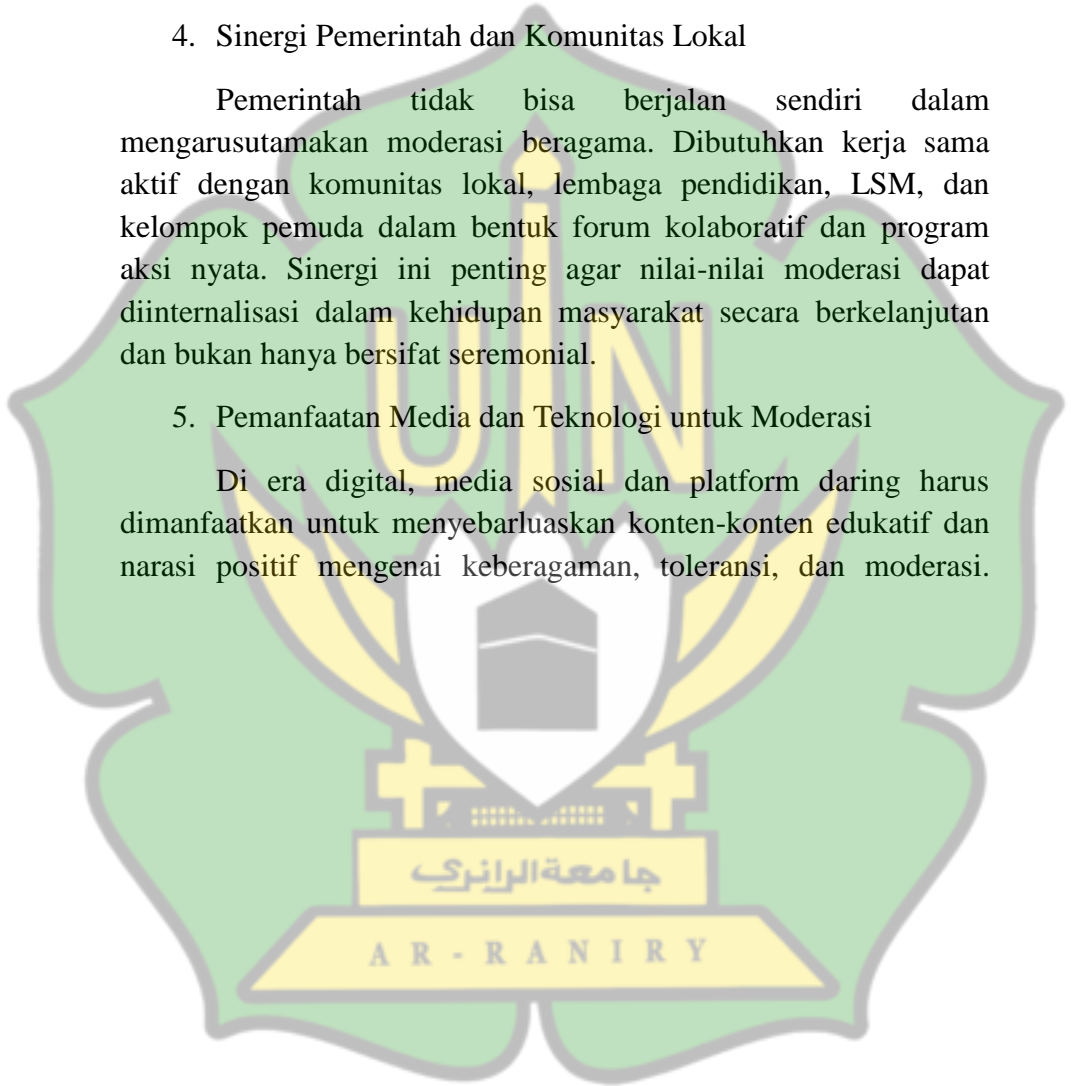 4. Sinergi Pemerintah dan Komunitas Lokal
Pemerintah tidak bisa berjalan sendiri dalam
mengarusutamakan moderasi beragama. Dibutuhkan kerja sama
aktif dengan komunitas lokal, lembaga pendidikan, LSM, dan
kelompok pemuda dalam bentuk forum kolaboratif dan program
aksi nyata. Sinergi ini penting agar nilai-nilai moderasi dapat
diinternalisasi dalam kehidupan masyarakat secara berkelanjutan
dan bukan hanya bersifat seremonial.
5. Pemanfaatan Media dan Teknologi untuk Moderasi
Di era digital, media sosial dan platform daring harus
dimanfaatkan untuk menyebarluaskan konten-konten edukatif dan
narasi positif mengenai keberagaman, toleransi, dan moderasi.
UIN
جامعة الرانري
AR-RANIRY